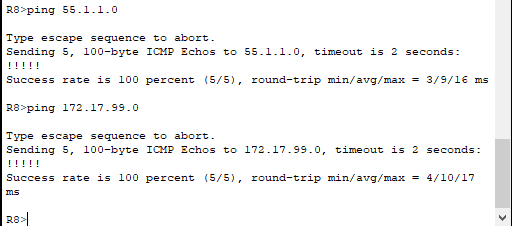 R8>ping 55.1.1.0
Type escape sequence to abort.
Sending 5, 100-byte ICMP Echos to 55.1.1.0, timeout is 2 seconds:
!!!!!
Success rate is 100 percent (5/5), round-trip min/avg/max = 3/9/16 ms
R8>ping 172.17.99.0
Type escape sequence to abort.
Sending 5, 100-byte ICMP Echos to 172.17.99.0, timeout is 2 seconds:
!!!!!
Success rate is 100 percent (5/5), round-trip min/avg/max = 4/10/17
ms
R8>